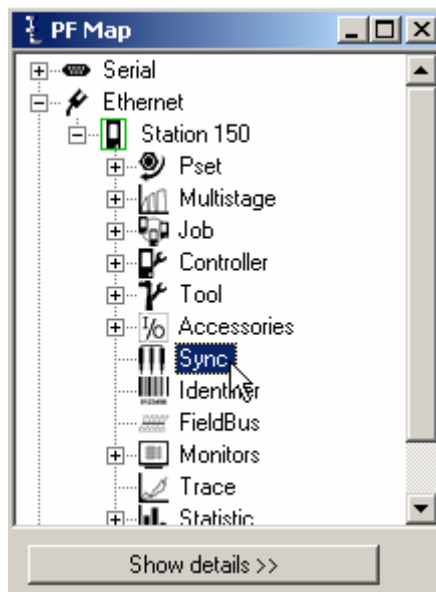 PF Map
Serial
Ethernet
Station 150
Pset
Multistage
Job
Controller
Tool
I/o Accessories
Sync
Identifier
FieldBus
Monitors
Trace
Statistic
Show details >>